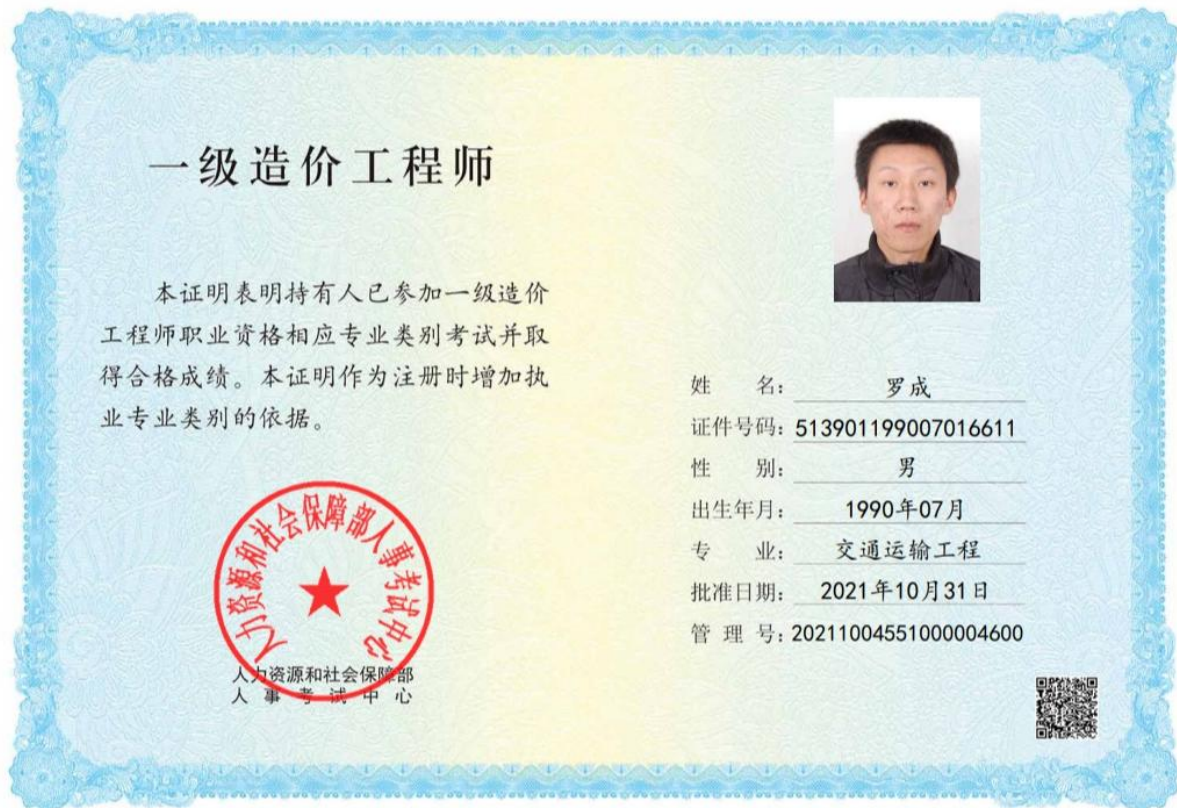 一级造价工程师
本证明表明持有人已参加一级造价
工程师职业资格相应专业类别考试并取
得合格成绩。本证明作为注册时增加执
业专业类别的依据。
人力资源和社会保障部人事考试中心
人力资源和社会保障部
人事考试中心
姓名：罗成
证件号码：513901199007016611
性别：男
出生年月：1990年07月
专业：交通运输工程
批准日期：2021年10月31日
管理号：20211004551000004600